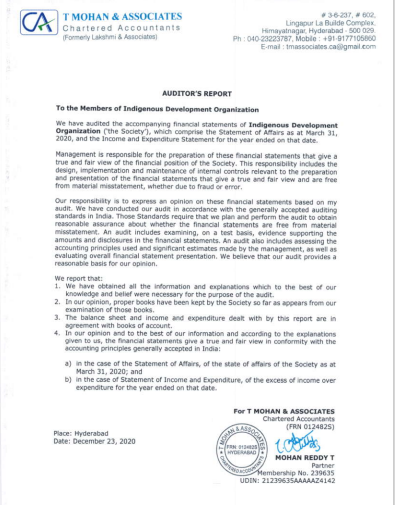 CA
T MOHAN & ASSOCIATES
Chartered Accountants
(Formerly Lakshmi & Associates)
# 3-6-237, # 602,
Lingapur La Builde Complex,
Himayatnagar, Hyderabad - 500 029.
Ph : 040-23223787, Mobile : +91-9177105860
E-mail : tmassociates.ca@gmail.com
AUDITOR'S REPORT
To the Members of Indigenous Development Organization
We have audited the accompanying financial statements of Indigenous Development
Organization ('the Society'), which comprise the Statement of Affairs as at March 31,
2020, and the Income and Expenditure Statement for the year ended on that date.
Management is responsible for the preparation of these financial statements that give a
true and fair view of the financial position of the Society. This responsibility includes the
design, implementation and maintenance of internal controls relevant to the preparation
and presentation of the financial statements that give a true and fair view and are free
from material misstatement, whether due to fraud or error.
Our responsibility is to express an opinion on these financial statements based on my
audit. We have conducted our audit in accordance with the generally accepted auditing
standards in India. Those Standards require that we plan and perform the audit to obtain
reasonable assurance about whether the financial statements are free from material
misstatement. An audit includes examining, on a test basis, evidence supporting the
amounts and disclosures in the financial statements. An audit also includes assessing the
accounting principles used and significant estimates made by the management, as well as
evaluating overall financial statement presentation. We believe that our audit provides a
reasonable basis for our opinion.
We report that:
1. We have obtained all the information and explanations which to the best of our
knowledge and belief were necessary for the purpose of the audit.
2. In our opinion, proper books have been kept by the Society so far as appears from our
examination of those books.
3. The balance sheet and income and expenditure dealt with by this report are in
agreement with books of account.
4. In our opinion and to the best of our information and according to the explanations
given to us, the financial statements give a true and fair view in conformity with the
accounting principles generally accepted in India:
a) in the case of the Statement of Affairs, of the state of affairs of the Society as at
March 31, 2020; and
b) in the case of Statement of Income and Expenditure, of the excess of income over
expenditure for the year ended on that date.
For T MOHAN & ASSOCIATES
Chartered Accountants
(FRN 012482S)
T MOHAN & ASSOCIATES
FRN: 012482S
HYDERABAD
CHARTERED ACCOUNTANTS
Place: Hyderabad
Date: December 23, 2020
MOHAN REDDY T
Partner
Membership No. 239635
UDIN: 21239635AAAAAZ4142